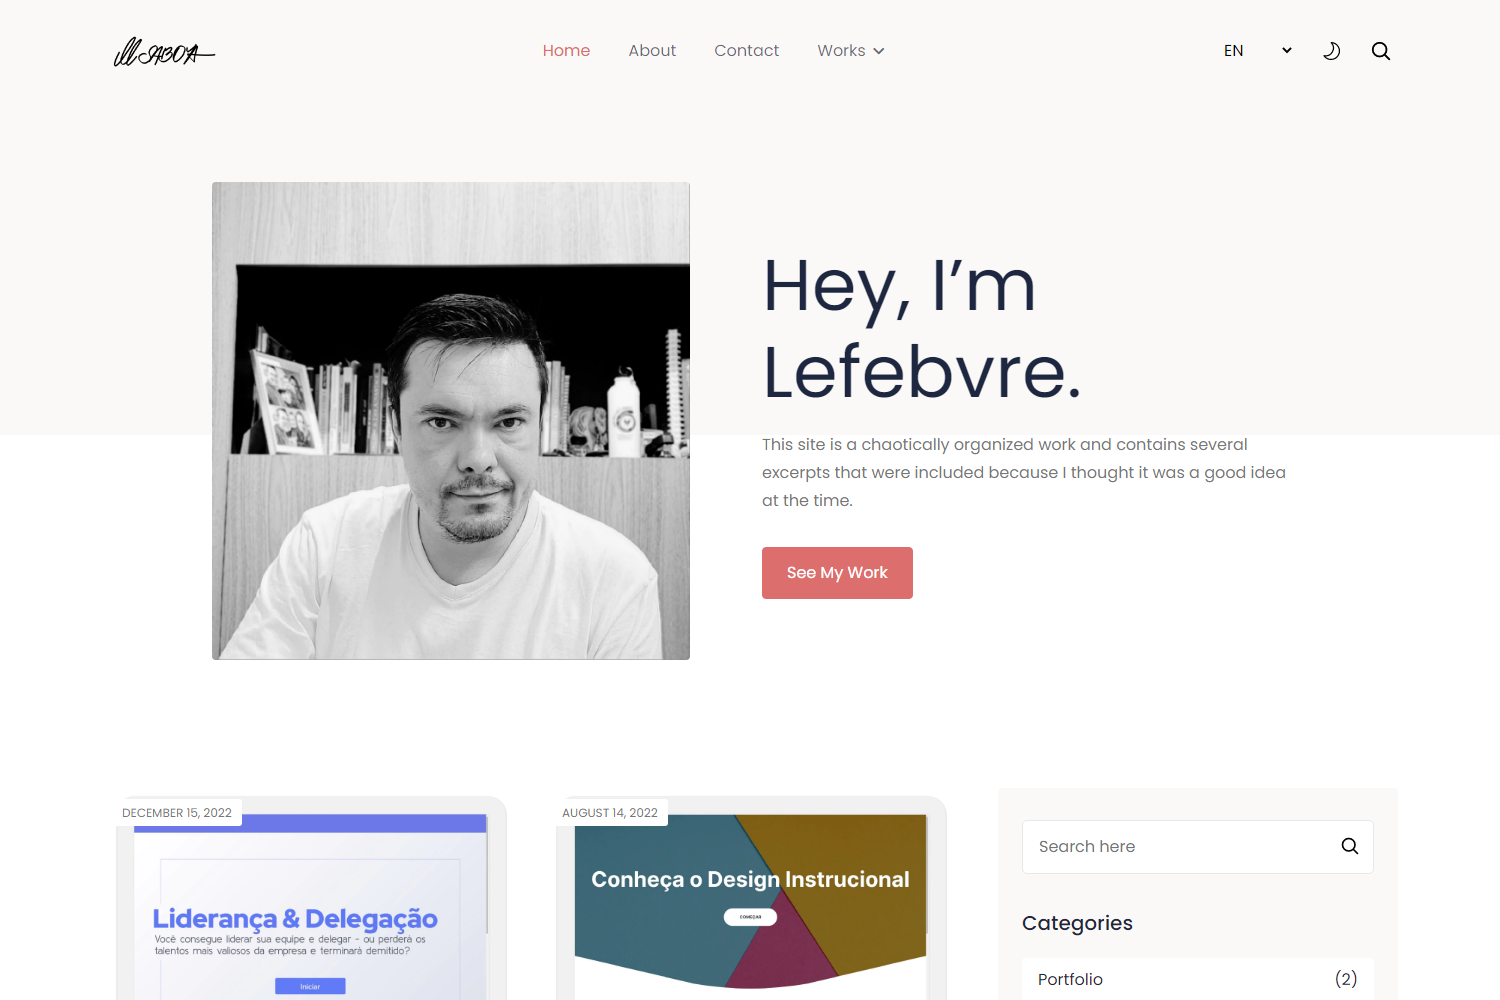 SABOYA
Home
About
Contact
Works
EN
Hey, I’m
Lefebvre.
This site is a chaotically organized work and contains several
excerpts that were included because I thought it was a good idea
at the time.
See My Work
DECEMBER 15, 2022
Liderança & Delegação
Você consegue liderar sua equipe e delegar - ou perderá os
talentos mais valiosos da empresa e terminará demitido?
Iniciar
AUGUST 14, 2022
Conheça o Design Instrucional
COMEÇAR
Search here
Categories
Portfolio
(2)